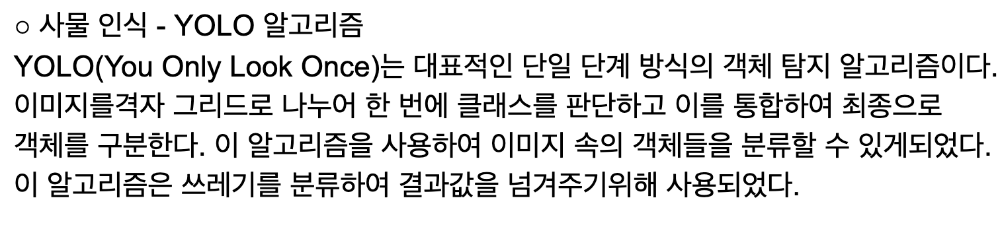 ○ 사물 인식 - YOLO 알고리즘
YOLO(You Only Look Once)는 대표적인 단일 단계 방식의 객체 탐지 알고리즘이다.
이미지를격자 그리드로 나누어 한 번에 클래스를 판단하고 이를 통합하여 최종으로
객체를 구분한다. 이 알고리즘을 사용하여 이미지 속의 객체들을 분류할 수 있게되었다.
이 알고리즘은 쓰레기를 분류하여 결과값을 넘겨주기위해 사용되었다.